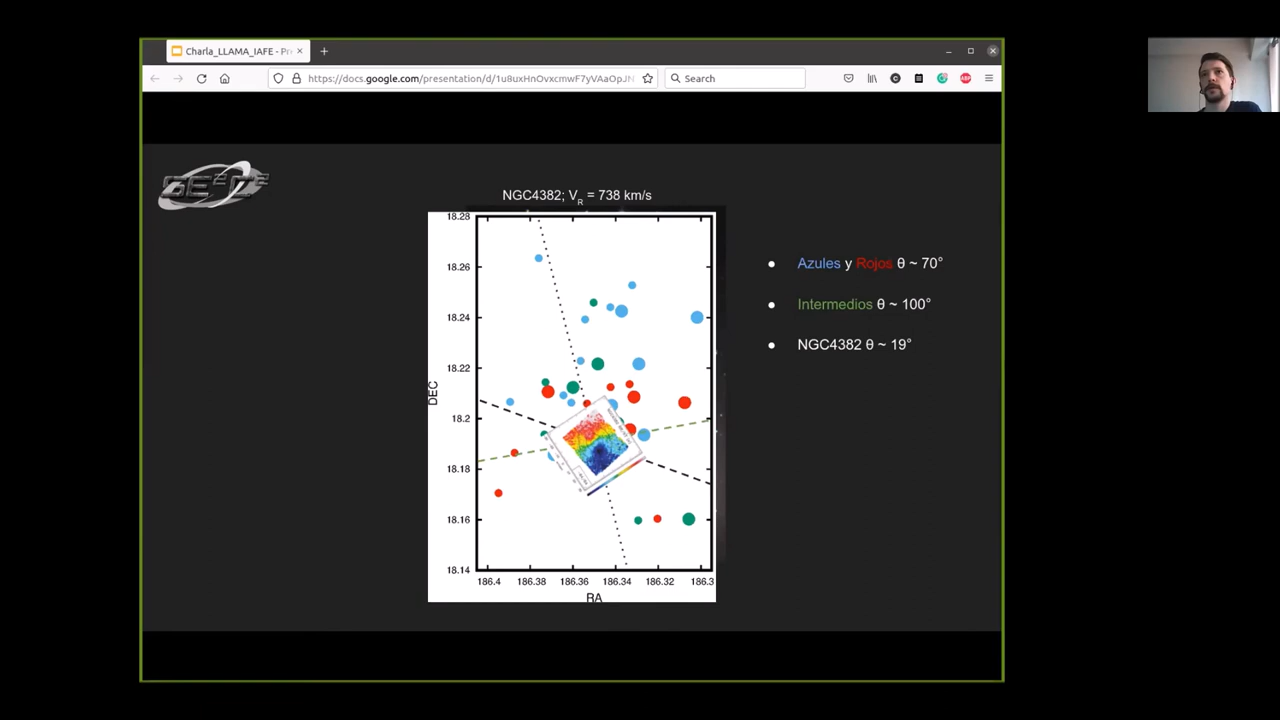 Charla_LLAMA_IAFE - Pr
https://docs.google.com/presentation/d/1u8uxHnOvxcmwF7yVAaOpJN
Search
GE²C²
NGC4382; V_R = 738 km/s
18.28
18.26
18.24
18.22
18.2
18.18
18.16
18.14
DEC
186.4 186.38 186.36 186.34 186.32 186.3
RA
• Azules y Rojos θ ~ 70°
• Intermedios θ ~ 100°
• NGC4382 θ ~ 19°